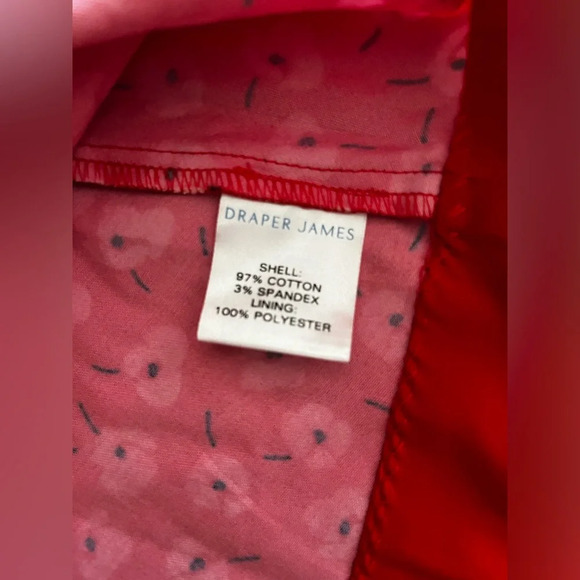 DRAPER JAMES
SHELL:
97% COTTON
3% SPANDEX
LINING:
100% POLYESTER